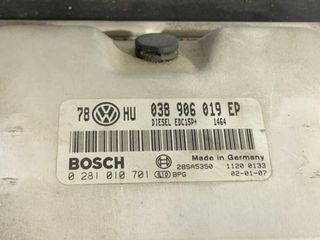 78 HU 038 906 019 EP
DIESEL EDC15P+ 1464
BOSCH
Made in Germany
28SA5350 1120 0133
0 281 010 701 e10 BPG 02-01-07